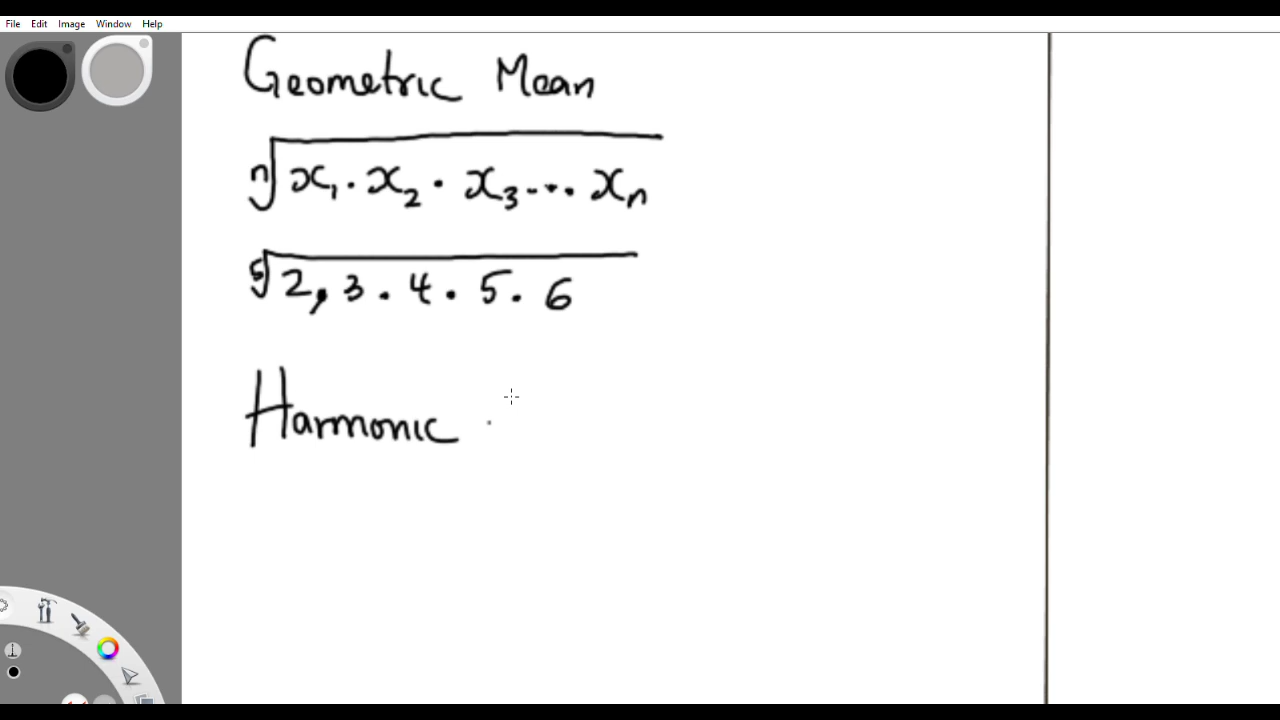 File Edit Image Window Help
Geometric Mean
ⁿ√x₁ · x₂ · x₃ ... xₙ
⁵√2, 3 . 4 . 5 . 6
Harmonic